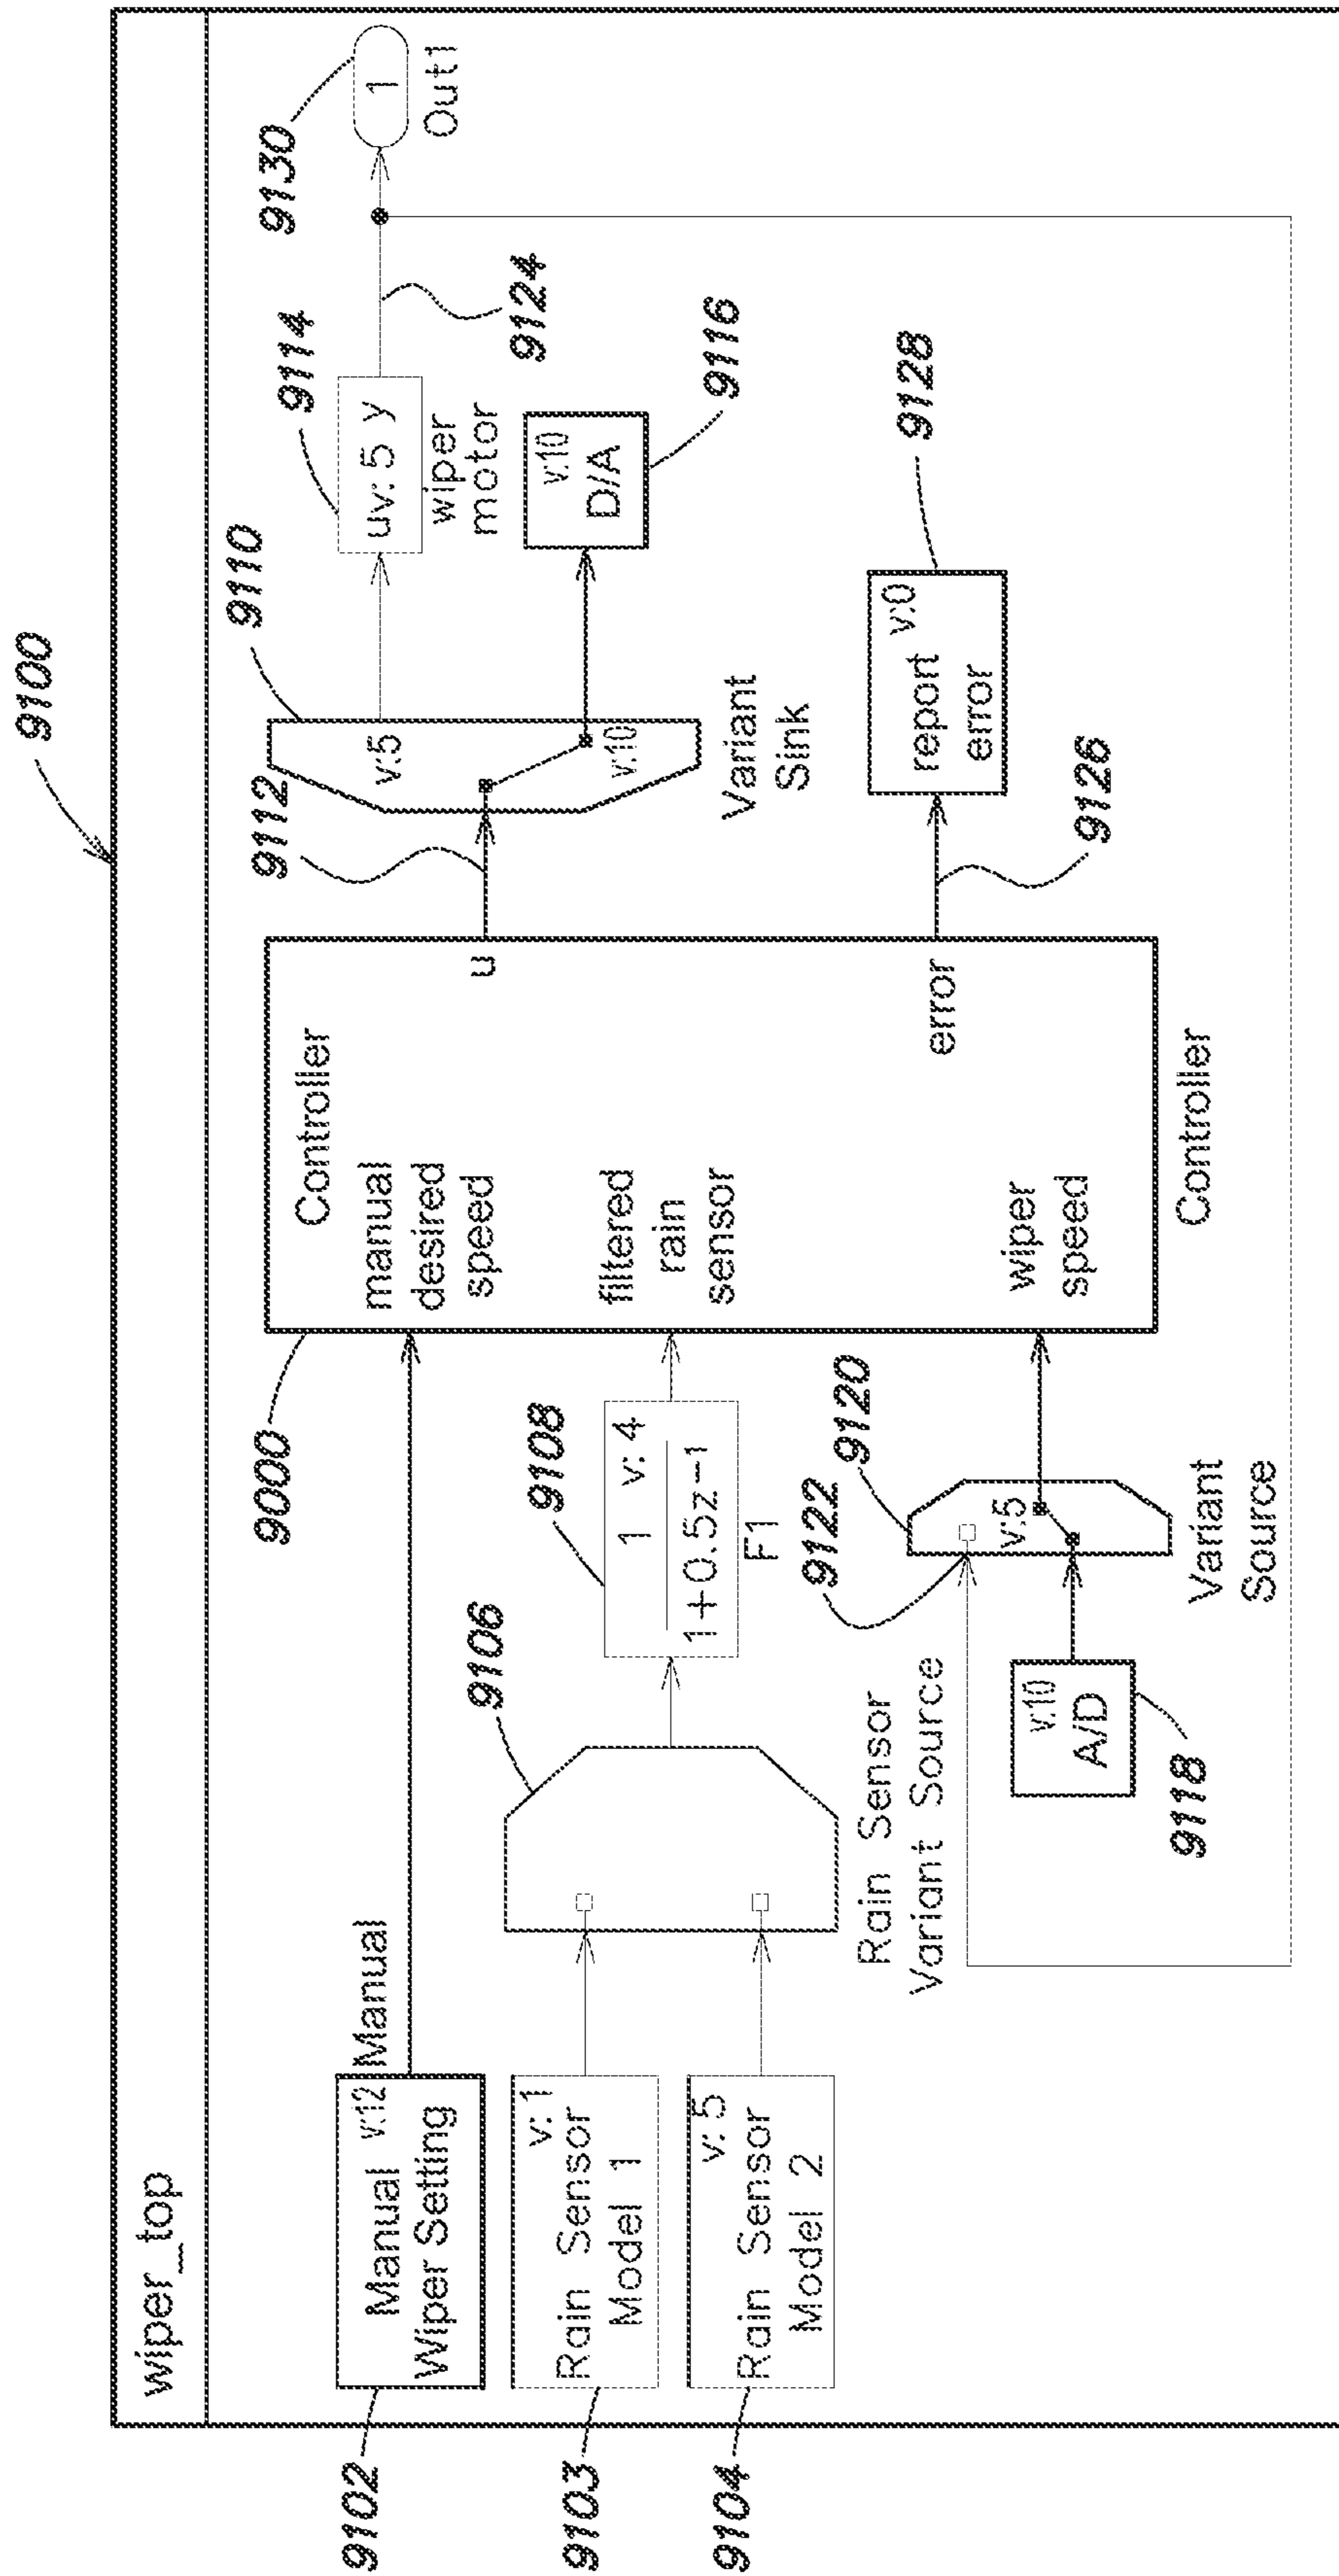 9100
wiper_top
9102
Manual v:12
Wiper Setting
Manual
9103
v: 1
Rain Sensor
Model 1
9104
v: 5
Rain Sensor
Model 2
9106
Rain Sensor
Variant Source
9108
1 v: 4
1+0.5z-1
F1
9122
9120
v:5
Variant
Source
v:10
A/D
9118
9000
Controller
manual
desired
speed
filtered
rain
sensor
wiper
speed
u
error
Controller
9112
9110
v:5
v:10
Variant
Sink
9114
uv: 5 y
wiper
motor
9124
v:10
D/A
9116
9130
1
Out1
report v:0
error
9128
9126